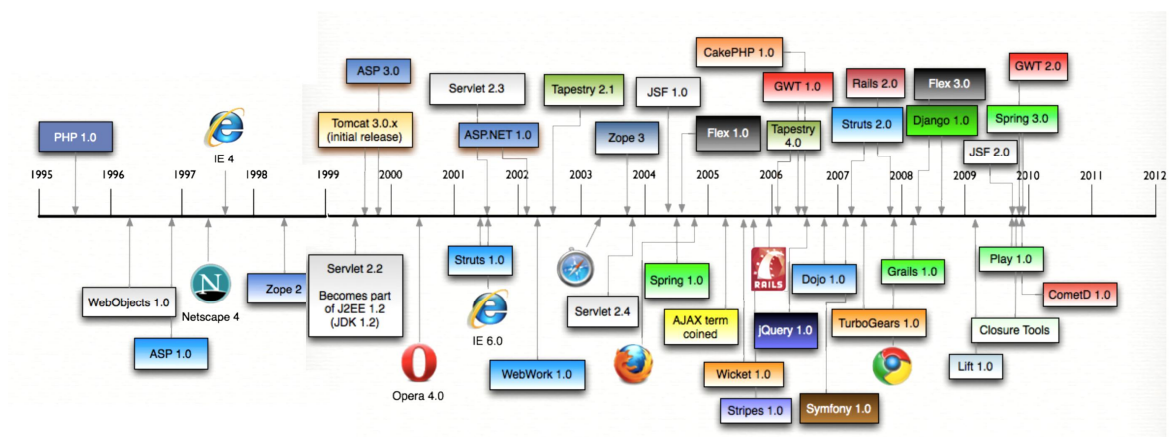 CakePHP 1.0
GWT 2.0
ASP 3.0
Servlet 2.3
Tapestry 2.1
JSF 1.0
GWT 1.0
Rails 2.0
Flex 3.0
Tomcat 3.0.x
(initial release)
PHP 1.0
IE 4
ASP.NET 1.0
Zope 3
Flex 1.0
Tapestry
4.0
Struts 2.0
Django 1.0
Spring 3.0
JSF 2.0
1995
1996
1997
1998
1999
2000
2001
2002
2003
2004
2005
2006
2007
2008
2009
2010
2011
2012
WebObjects 1.0
Netscape 4
Zope 2
Servlet 2.2
Becomes part
of J2EE 1.2
(JDK 1.2)
Struts 1.0
Spring 1.0
RAILS
Dojo 1.0
Grails 1.0
Play 1.0
CometD 1.0
Servlet 2.4
AJAX term
coined
jQuery 1.0
TurboGears 1.0
Closure Tools
ASP 1.0
IE 6.0
Opera 4.0
WebWork 1.0
Wicket 1.0
Lift 1.0
Stripes 1.0
Symfony 1.0